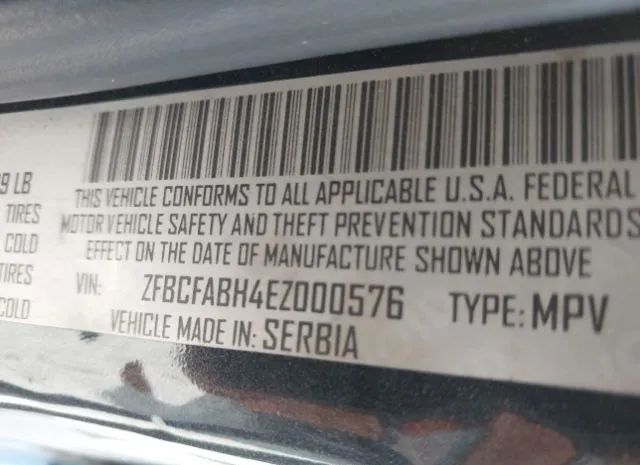 9 LB
TIRES
COLD
TIRES
COLD
THIS VEHICLE CONFORMS TO ALL APPLICABLE U.S.A. FEDERAL
MOTOR VEHICLE SAFETY AND THEFT PREVENTION STANDARDS
EFFECT ON THE DATE OF MANUFACTURE SHOWN ABOVE
VIN: ZFBCFABH4EZ000576 TYPE: MPV
VEHICLE MADE IN: SERBIA